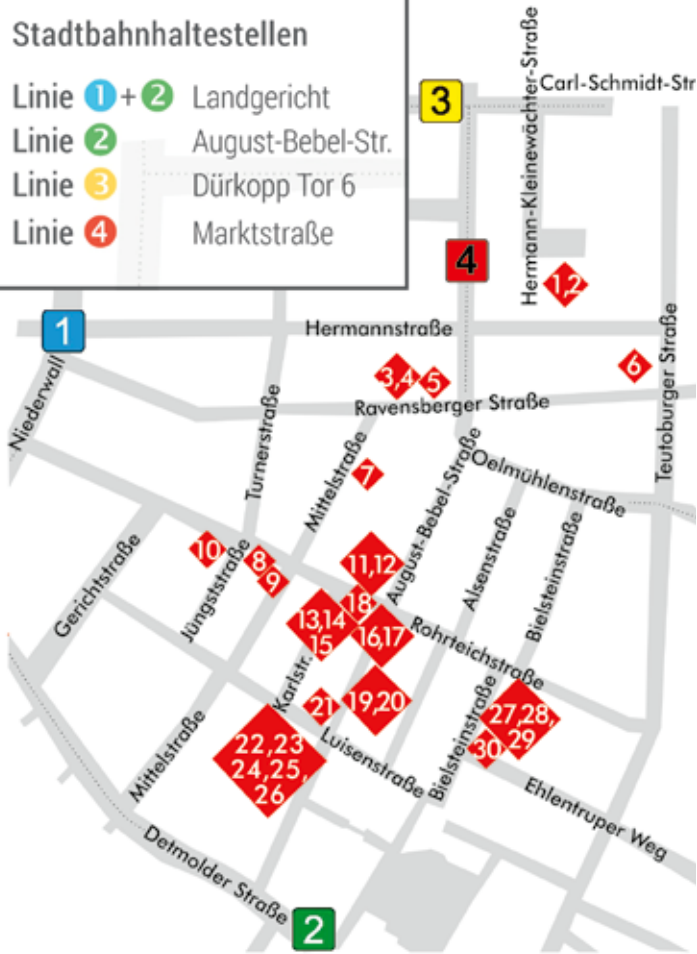 Stadtbahnhaltestellen
Linie 1 + 2 Landgericht
Linie 2 August-Bebel-Str.
Linie 3 Dürkopp Tor 6
Linie 4 Marktstraße
3
Carl-Schmidt-Str
Hermann-Kleinewächter-Straße
4
1,2
1
Hermannstraße
Teutoburger Straße
6
3,4
5
Niederwall
Ravensberger Straße
Turnerstraße
Mittelstraße
7
August-Bebel-Straße
Oelmühlenstraße
Alsenstraße
Bielsteinstraße
Gerichtstraße
10
Jüngststraße
8
9
11,12
18
13,14
15
16,17
Rohrteichstraße
Karlstr.
19,20
21
Luisenstraße
Bielsteinstraße
27,28,
29
30
22,23
24,25,
26
Mittelstraße
Ehlentruper Weg
Detmolder Straße
2